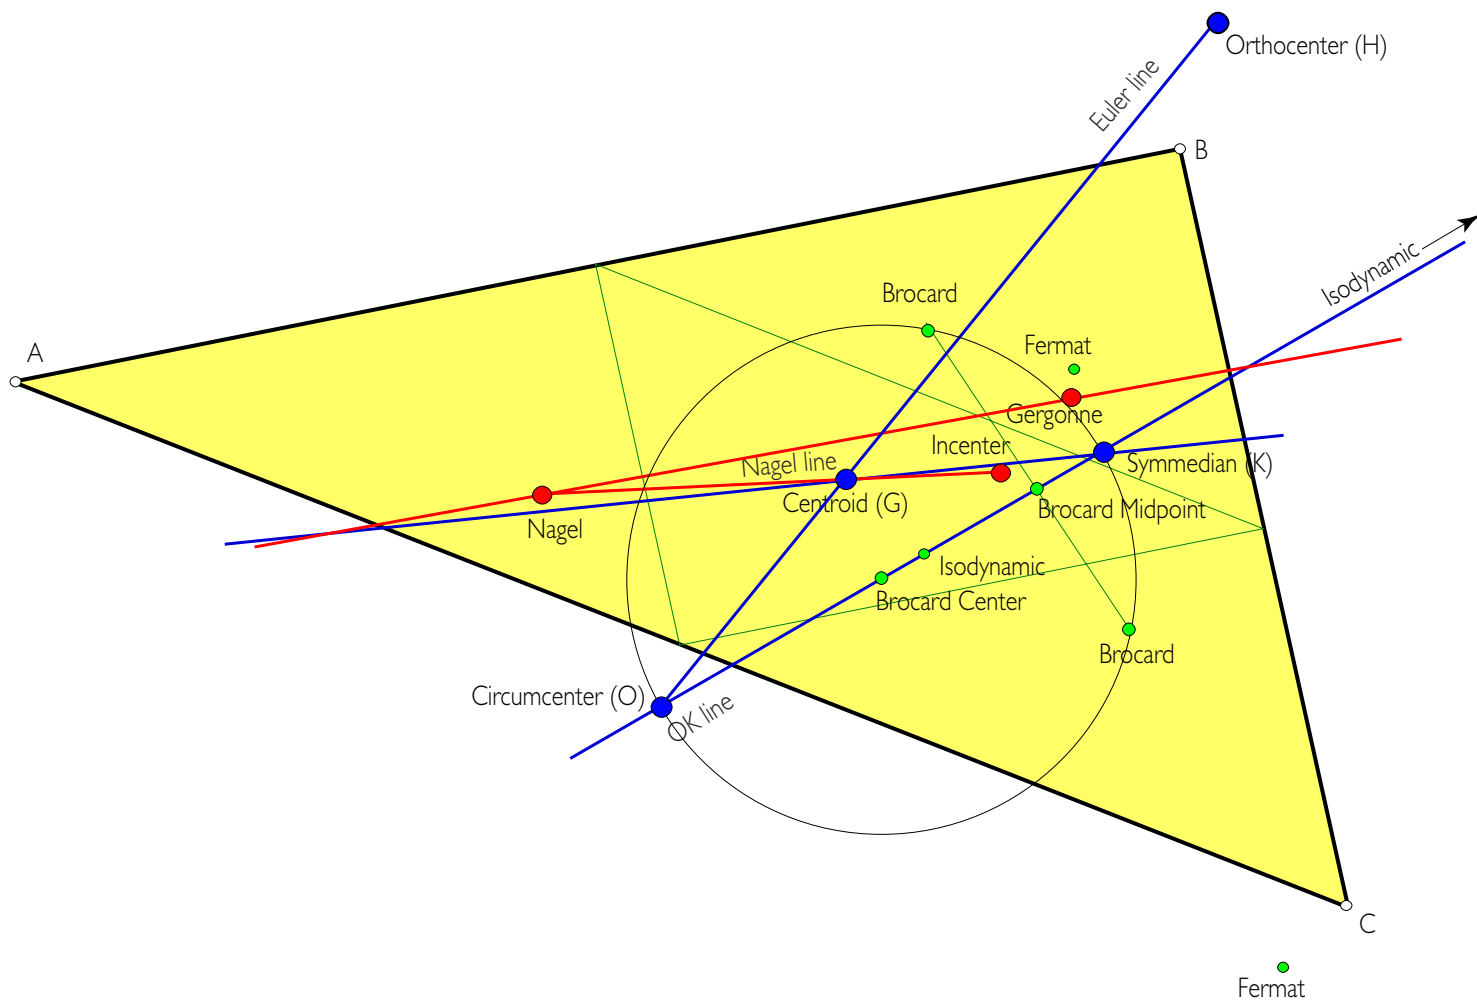 Orthocenter (H)
Euler line
B
Isodynamic
Brocard
A
Fermat
Gergonne
Incenter
Nagel line
Symmedian (K)
Centroid (G)
Brocard Midpoint
Nagel
Isodynamic
Brocard Center
Brocard
Circumcenter (O)
OK line
C
Fermat